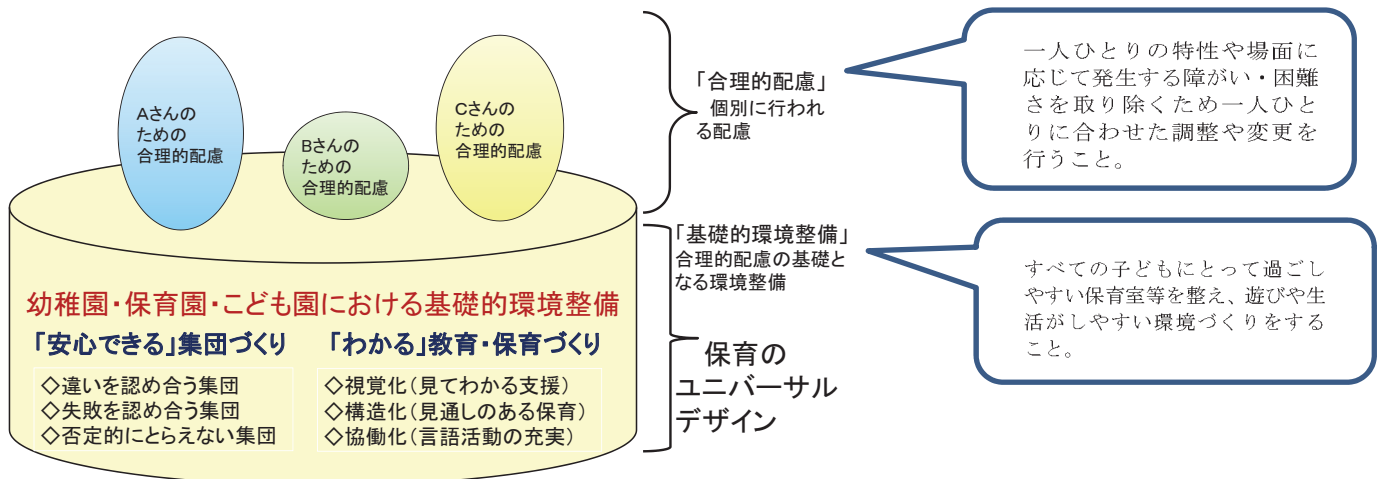 Aさんの
ための
合理的配慮
Bさんの
ための
合理的配慮
Cさんの
ための
合理的配慮
「合理的配慮」
個別に行われ
る配慮
一人ひとりの特性や場面に
応じて発生する障がい・困難
さを取り除くため一人ひと
りに合わせた調整や変更を
行うこと。
「基礎的環境整備」
合理的配慮の基礎と
なる環境整備
すべての子どもにとって過ごし
やすい保育室等を整え、遊びや生
活がしやすい環境づくりをする
こと。
幼稚園・保育園・こども園における基礎的環境整備
「安心できる」集団づくり
◇違いを認め合う集団
◇失敗を認め合う集団
◇否定的にとらえない集団
「わかる」教育・保育づくり
◇視覚化(見てわかる支援)
◇構造化(見通しのある保育)
◇協働化(言語活動の充実)
保育の
ユニバーサル
デザイン